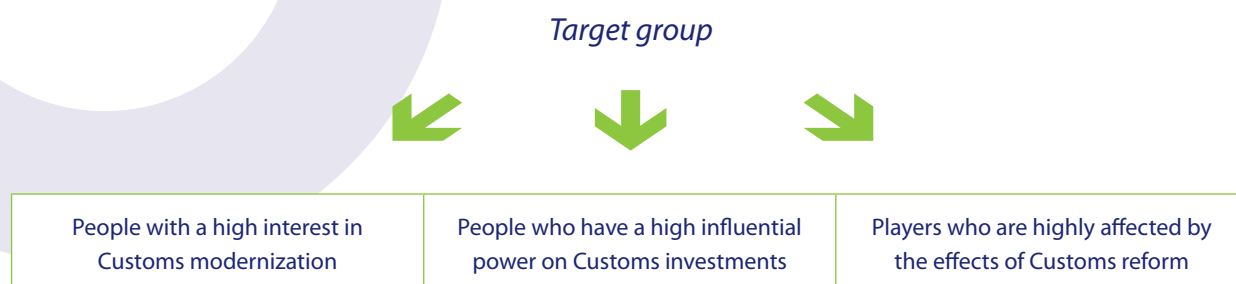 Target group
People with a high interest in
Customs modernization
People who have a high influential
power on Customs investments
Players who are highly affected by
the effects of Customs reform